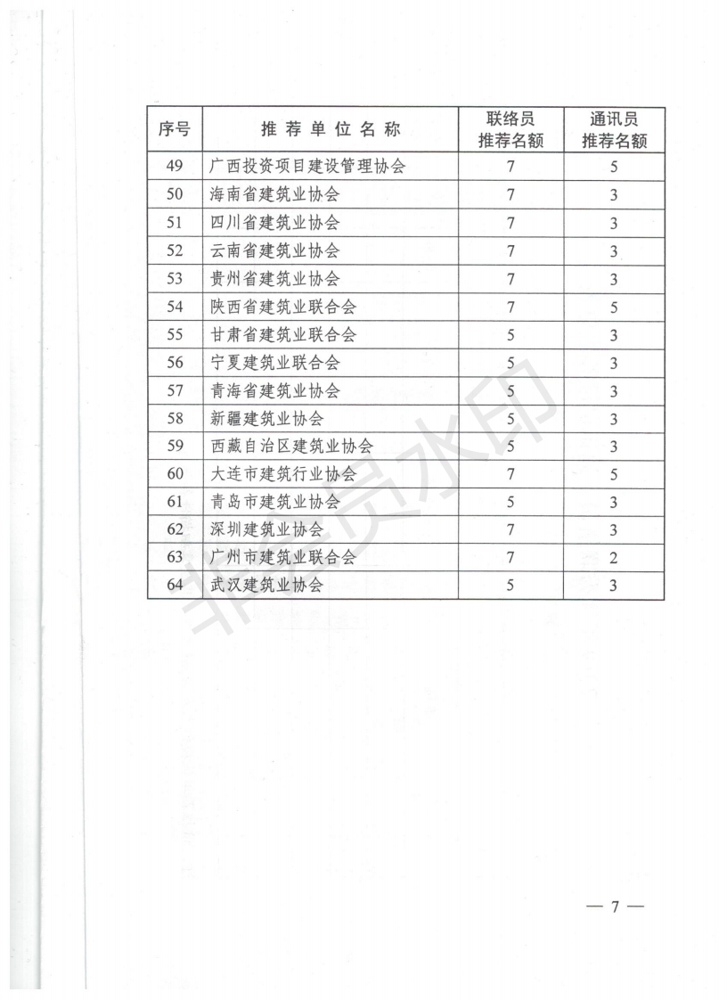 序号 推荐单位名称 联络员推荐名额 通讯员推荐名额
49 广西投资项目建设管理协会 7 5
50 海南省建筑业协会 7 3
51 四川省建筑业协会 7 3
52 云南省建筑业协会 7 3
53 贵州省建筑业协会 7 3
54 陕西省建筑业联合会 7 5
55 甘肃省建筑业联合会 5 3
56 宁夏建筑业联合会 5 3
57 青海省建筑业协会 5 3
58 新疆建筑业协会 5 3
59 西藏自治区建筑业协会 5 3
60 大连市建筑行业协会 7 5
61 青岛市建筑业协会 5 3
62 深圳建筑业协会 7 3
63 广州市建筑业联合会 7 2
64 武汉建筑业协会 5 3
非会员水印
— 7 —